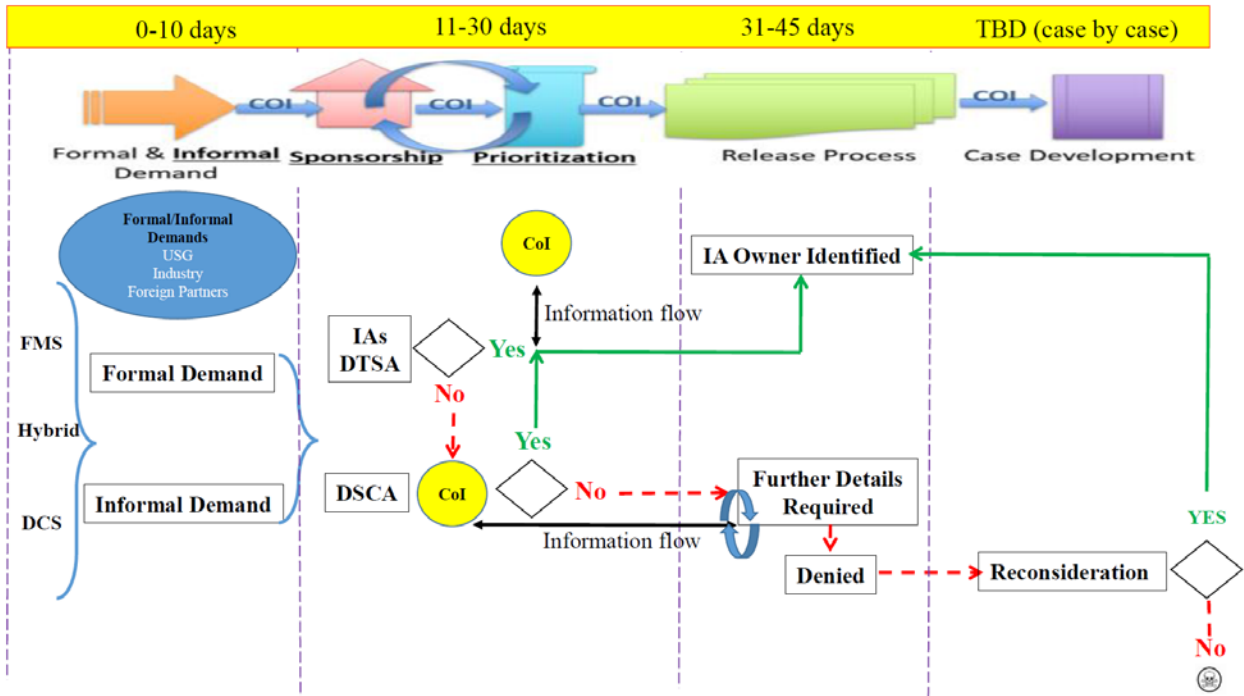 0-10 days
11-30 days
31-45 days
TBD (case by case)
COI
COI
COI
COI
Formal & Informal
Demand
Sponsorship
Prioritization
Release Process
Case Development
Formal/Informal
Demands
USG
Industry
Foreign Partners
CoI
IA Owner Identified
Information flow
FMS
IAs
DTSA
Yes
Formal Demand
No
Hybrid
Yes
Further Details
Required
DSCA
CoI
No
Informal Demand
DCS
YES
Information flow
Denied
Reconsideration
No